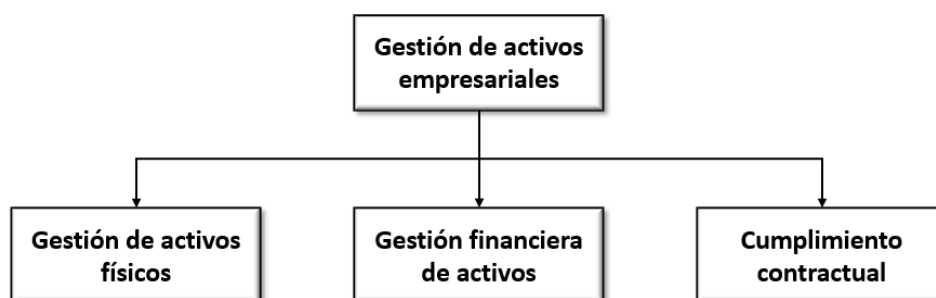 Gestión de activos
empresariales
Gestión de activos
físicos
Gestión financiera
de activos
Cumplimiento
contractual